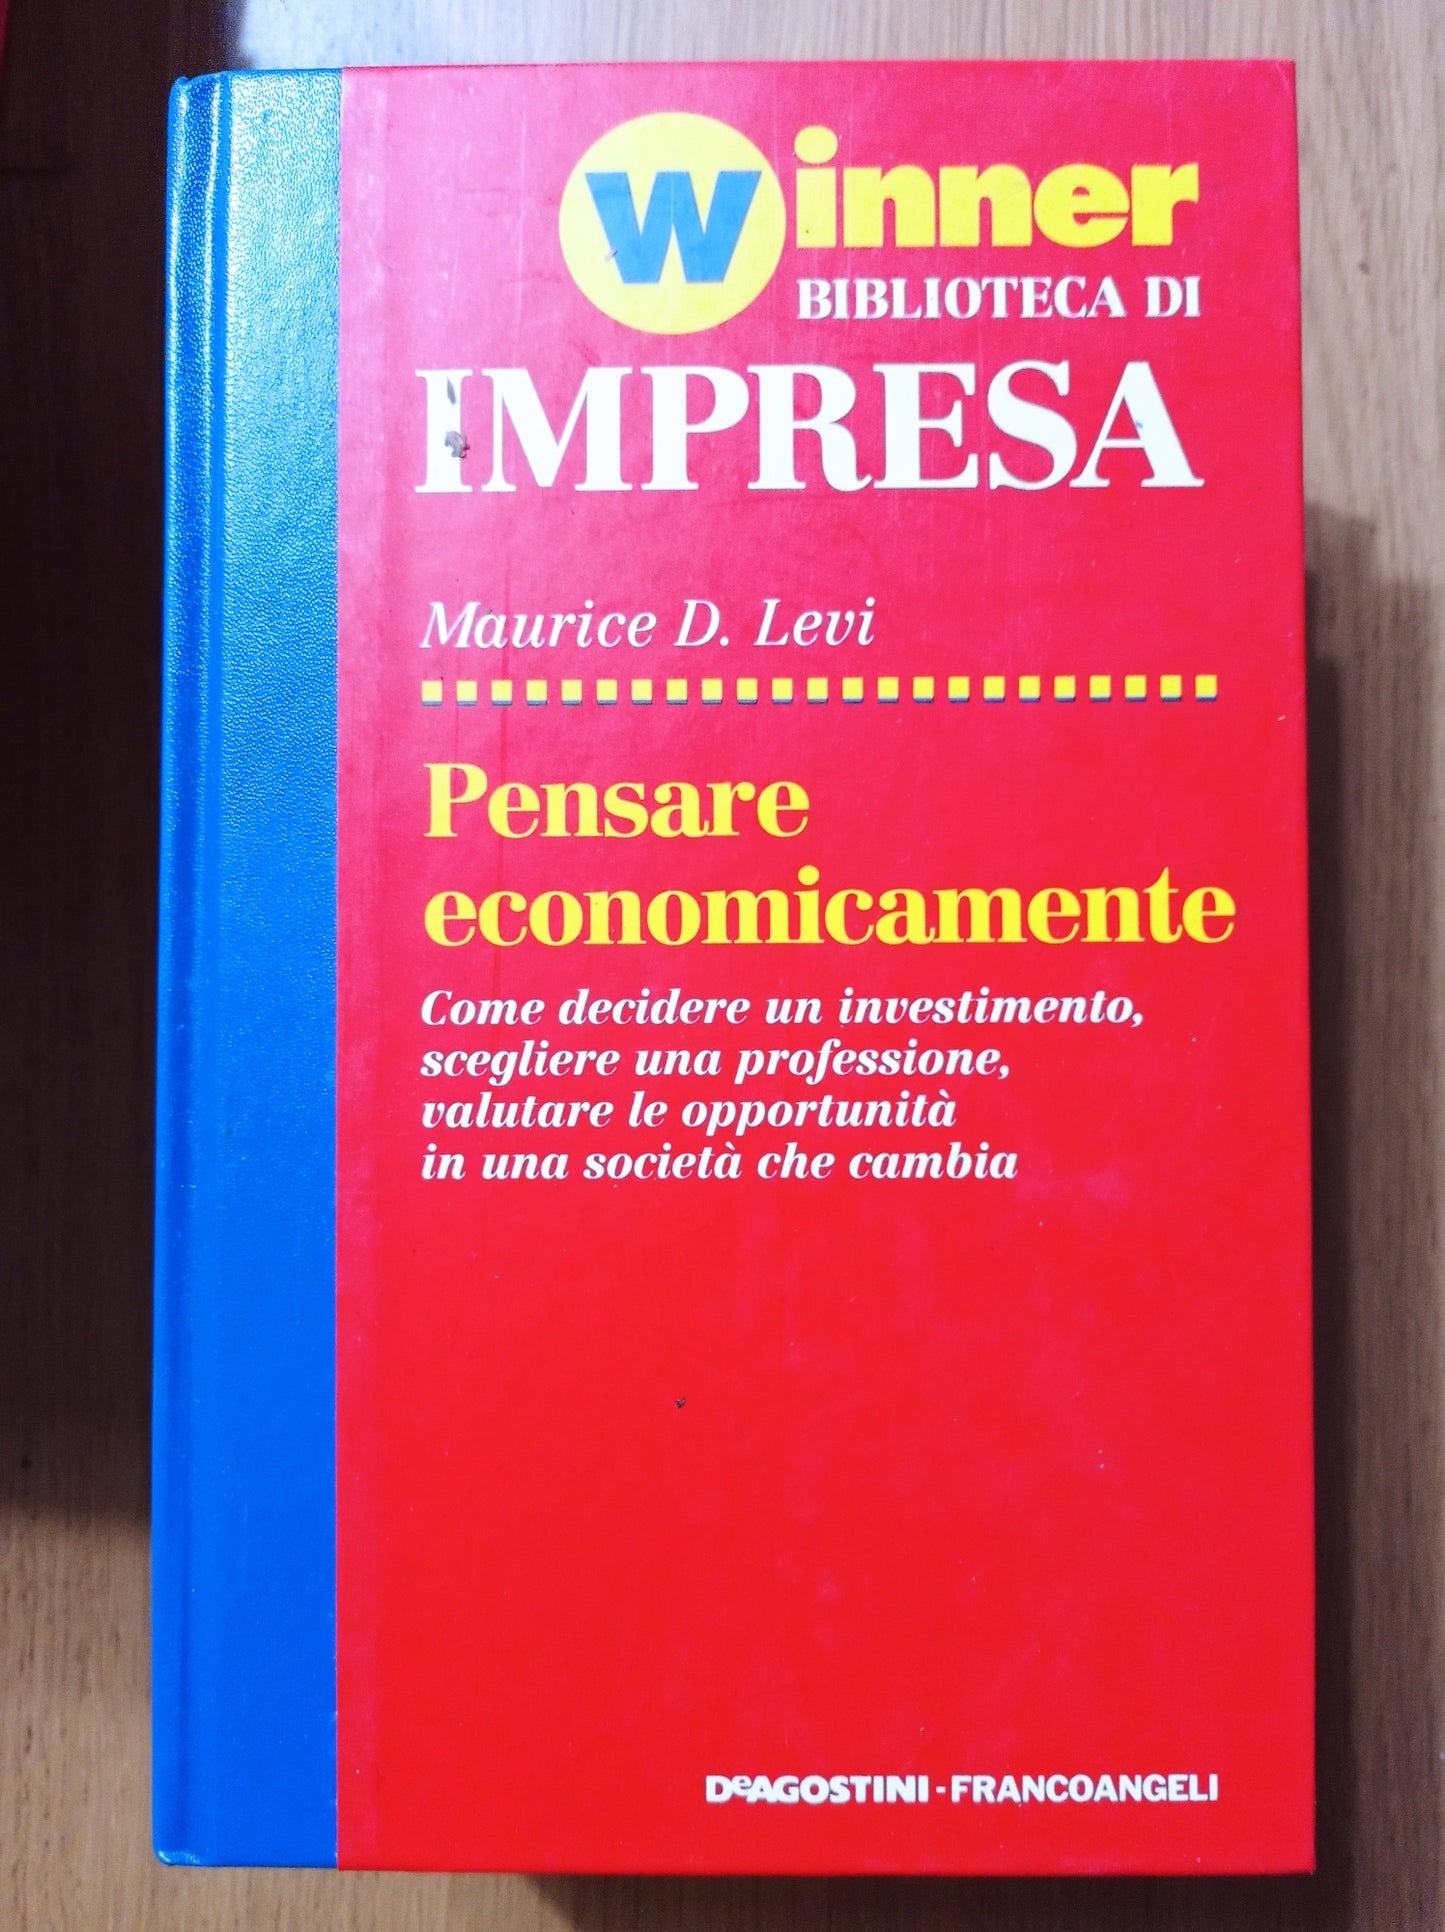 Winner
BIBLIOTECA DI
IMPRESA
Maurice D. Levi
Pensare
economicamente
Come decidere un investimento,
scegliere una professione,
valutare le opportunità
in una società che cambia
DeAGOSTINI-FRANCOANGELI